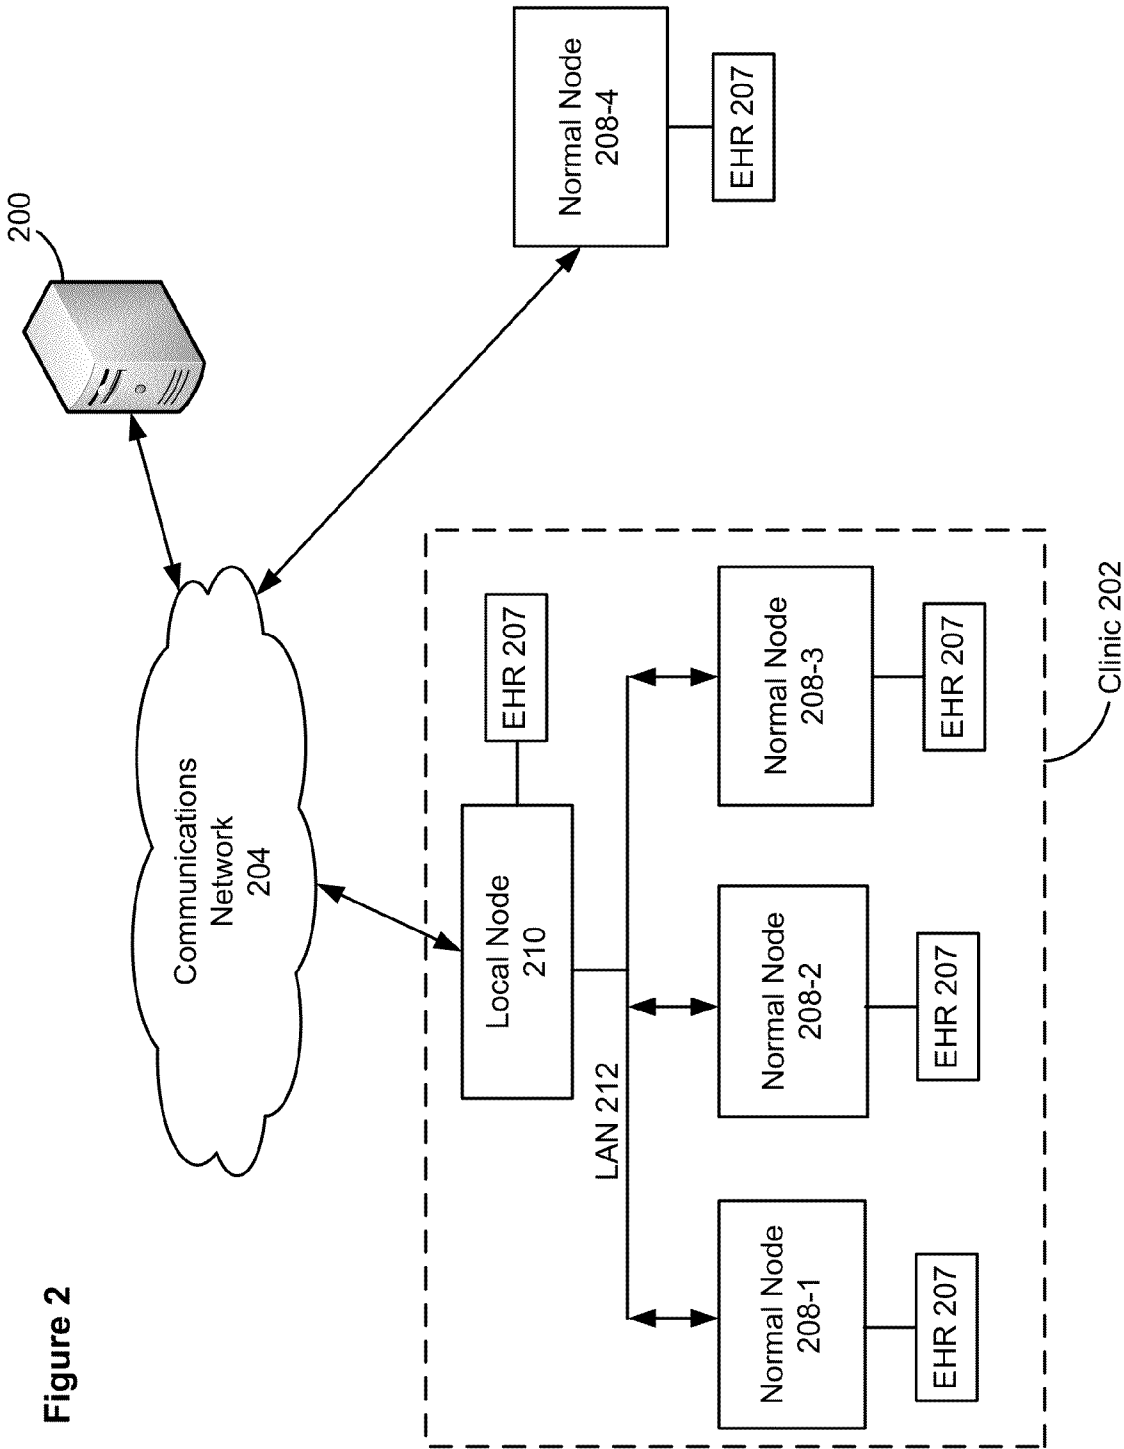 Figure 2
200
Communications
Network
204
Normal Node
208-4
EHR 207
Local Node
210
EHR 207
LAN 212
Normal Node
208-1
EHR 207
Normal Node
208-2
EHR 207
Normal Node
208-3
EHR 207
Clinic 202